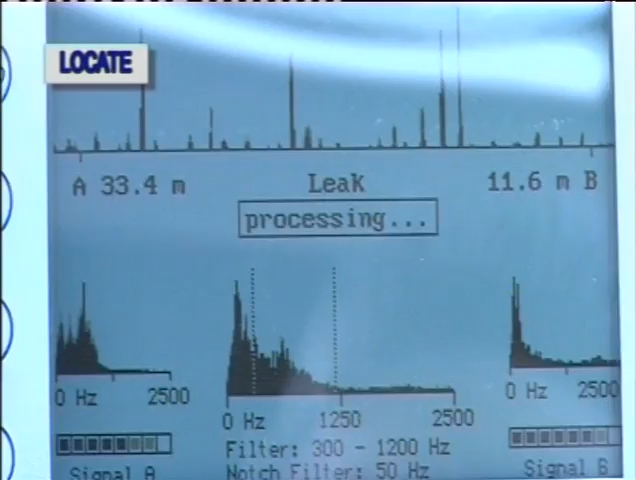 LOCATE
A 33.4 m Leak 11.6 m B
processing...
0 Hz 2500
0 Hz 1250 2500
0 Hz 2500
Filter: 300 - 1200 Hz
Notch Filter: 50 Hz
Signal A
Signal B